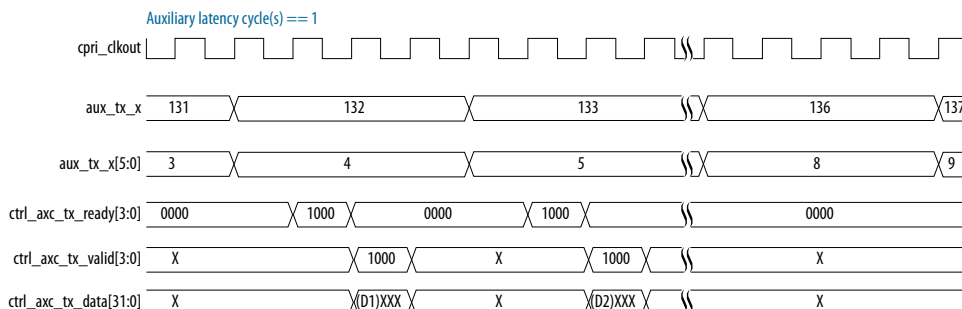 Auxiliary latency cycle(s) == 1
cpri_clkout
aux_tx_x 131 132 133 136 137
aux_tx_x[5:0] 3 4 5 8 9
ctrl_axc_tx_ready[3:0] 0000 1000 0000 1000 0000
ctrl_axc_tx_valid[3:0] X 1000 X 1000 X
ctrl_axc_tx_data[31:0] X (D1)XXX X (D2)XXX X